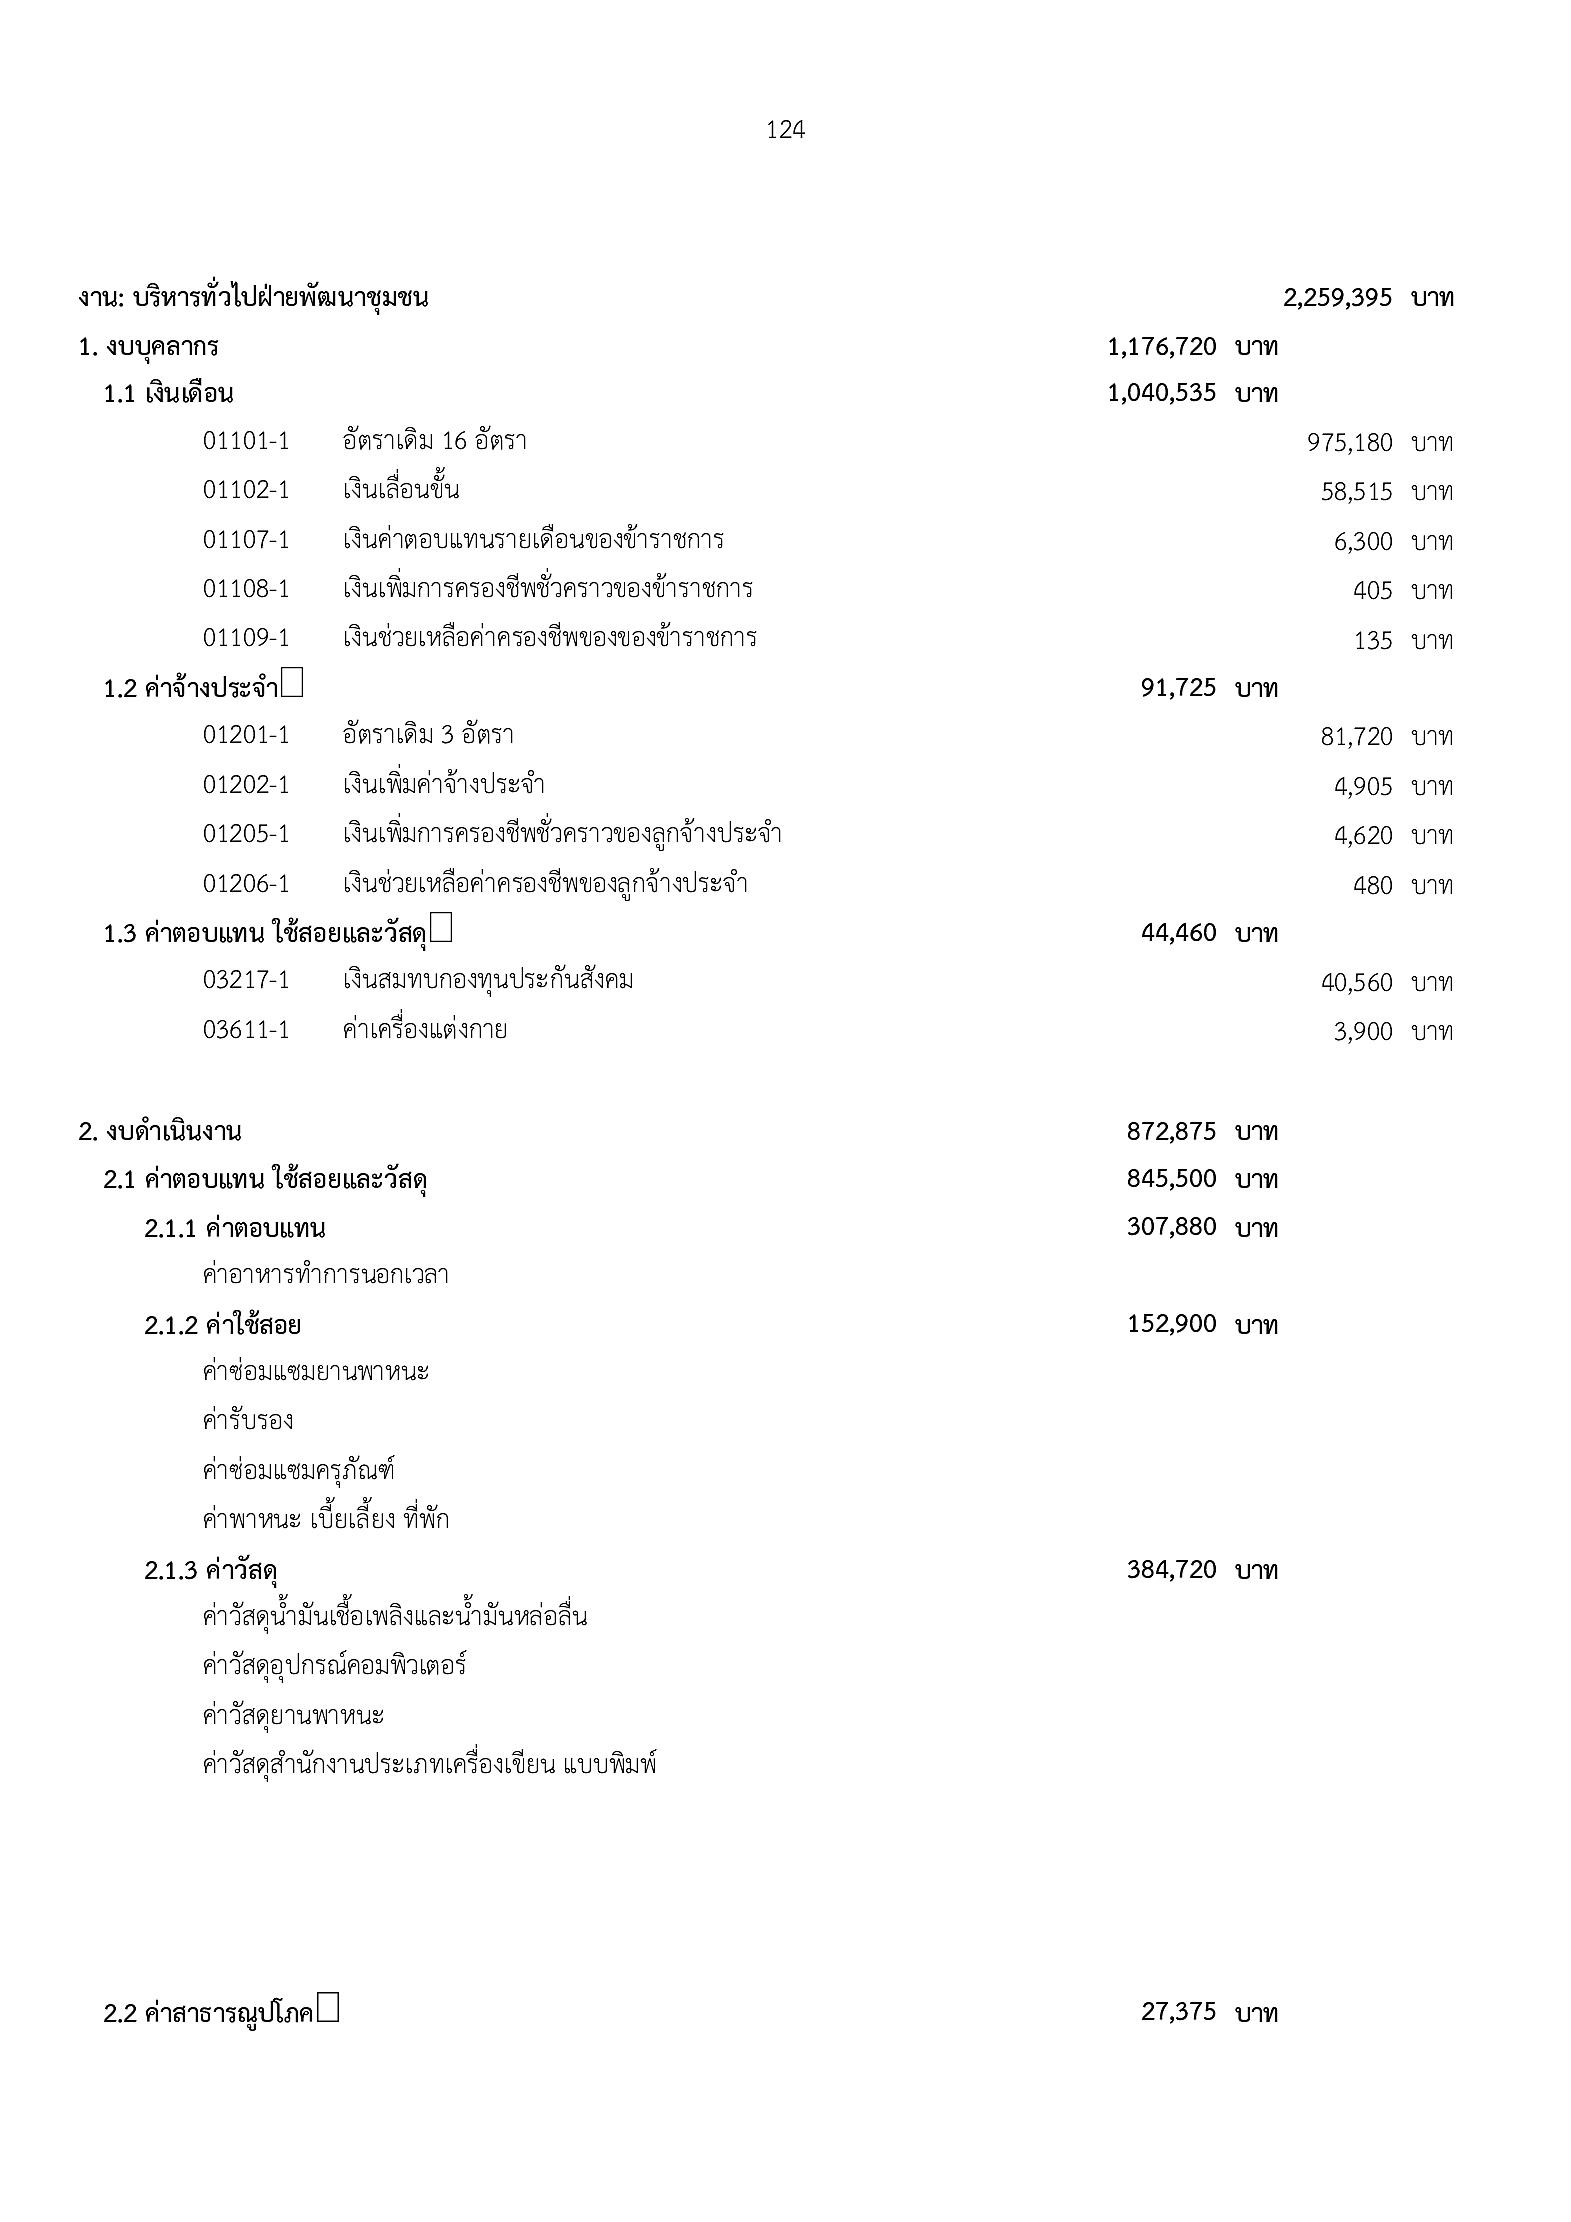 124
งาน: บริหารทั่วไปฝ่ายพัฒนาชุมชน 2,259,395 บาท
1. งบบุคลากร 1,176,720 บาท
1.1 เงินเดือน 1,040,535 บาท
01101-1 อัตราเดิม 16 อัตรา 975,180 บาท
01102-1 เงินเลื่อนขั้น 58,515 บาท
01107-1 เงินค่าตอบแทนรายเดือนของข้าราชการ 6,300 บาท
01108-1 เงินเพิ่มการครองชีพชั่วคราวของข้าราชการ 405 บาท
01109-1 เงินช่วยเหลือค่าครองชีพของของข้าราชการ 135 บาท
1.2 ค่าจ้างประจำ 91,725 บาท
01201-1 อัตราเดิม 3 อัตรา 81,720 บาท
01202-1 เงินเพิ่มค่าจ้างประจำ 4,905 บาท
01205-1 เงินเพิ่มการครองชีพชั่วคราวของลูกจ้างประจำ 4,620 บาท
01206-1 เงินช่วยเหลือค่าครองชีพของลูกจ้างประจำ 480 บาท
1.3 ค่าตอบแทน ใช้สอยและวัสดุ 44,460 บาท
03217-1 เงินสมทบกองทุนประกันสังคม 40,560 บาท
03611-1 ค่าเครื่องแต่งกาย 3,900 บาท
2. งบดำเนินงาน 872,875 บาท
2.1 ค่าตอบแทน ใช้สอยและวัสดุ 845,500 บาท
2.1.1 ค่าตอบแทน 307,880 บาท
ค่าอาหารทำการนอกเวลา
2.1.2 ค่าใช้สอย 152,900 บาท
ค่าซ่อมแซมยานพาหนะ
ค่ารับรอง
ค่าซ่อมแซมครุภัณฑ์
ค่าพาหนะ เบี้ยเลี้ยง ที่พัก
2.1.3 ค่าวัสดุ 384,720 บาท
ค่าวัสดุน้ำมันเชื้อเพลิงและน้ำมันหล่อลื่น
ค่าวัสดุอุปกรณ์คอมพิวเตอร์
ค่าวัสดุยานพาหนะ
ค่าวัสดุสำนักงานประเภทเครื่องเขียน แบบพิมพ์
2.2 ค่าสาธารณูปโภค 27,375 บาท